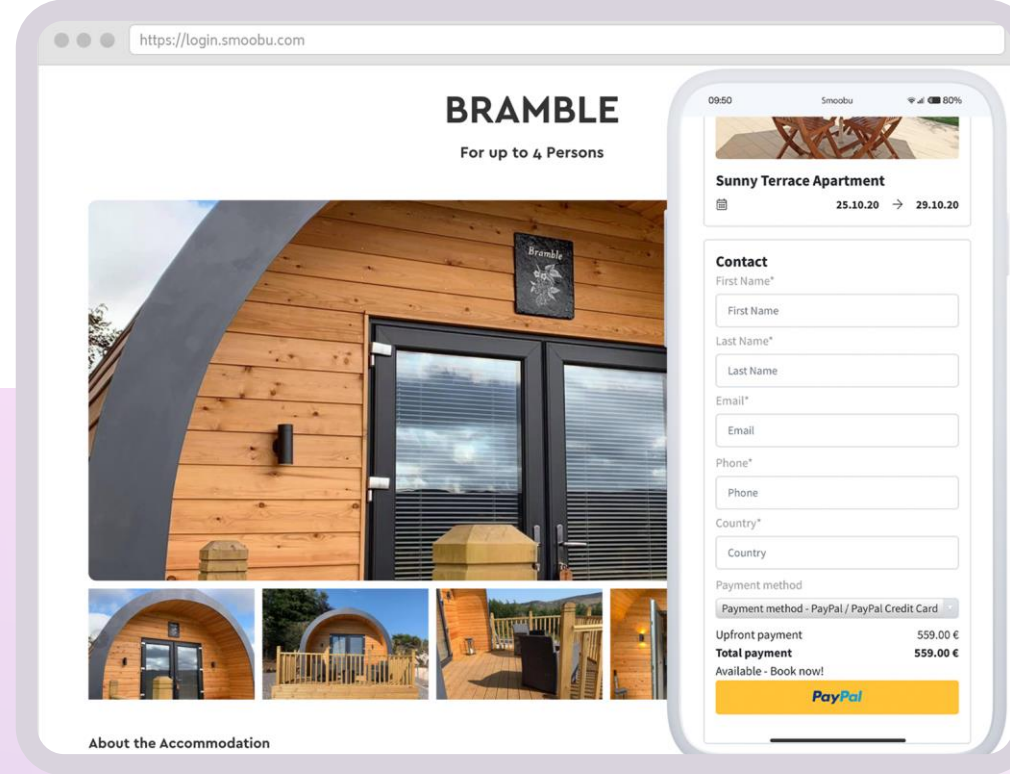 https://login.smoobu.com
BRAMBLE
For up to 4 Persons
Bramble
About the Accommodation
09:50 Smoobu 80%
Sunny Terrace Apartment
25.10.20 → 29.10.20
Contact
First Name*
First Name
Last Name*
Last Name
Email*
Email
Phone*
Phone
Country*
Country
Payment method
Payment method - PayPal / PayPal Credit Card
Upfront payment 559.00 €
Total payment 559.00 €
Available - Book now!
PayPal